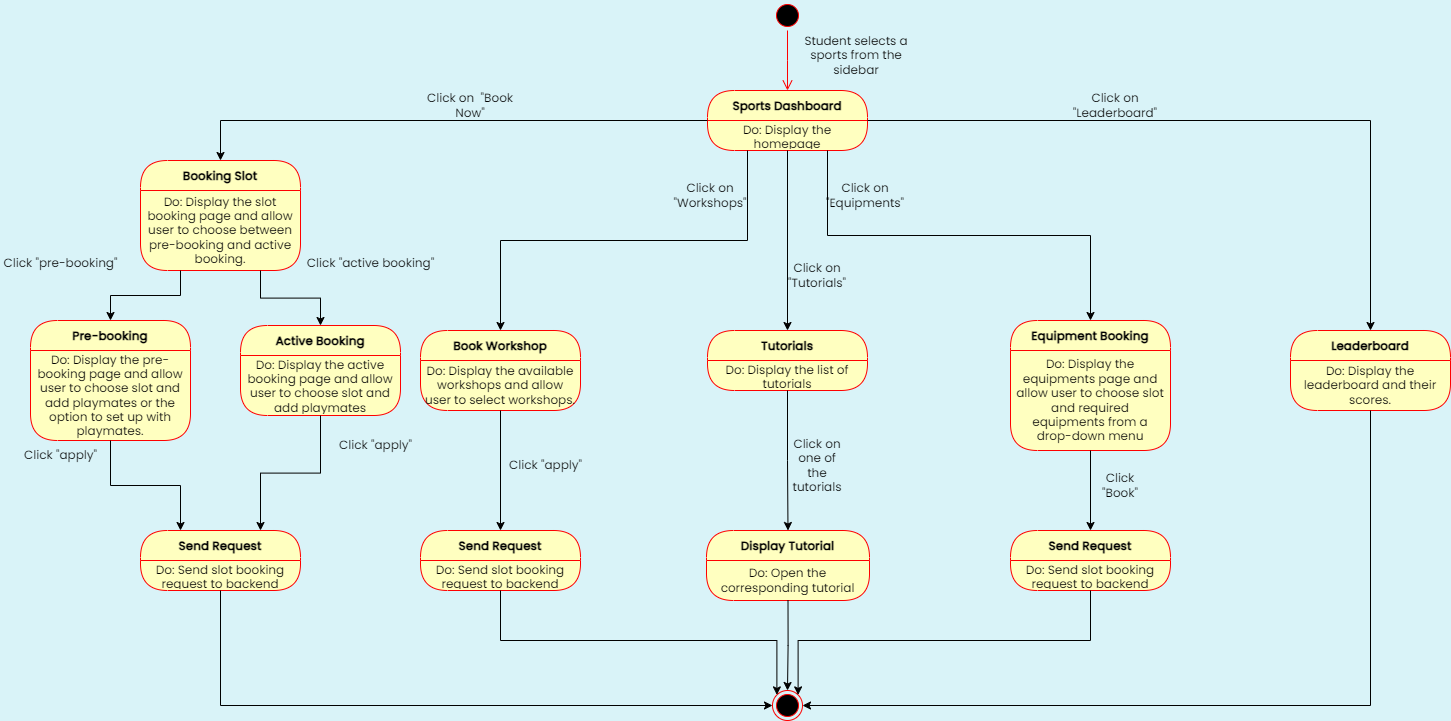 Student selects a
sports from the
sidebar
Sports Dashboard
Do: Display the
homepage
Click on "Book
Now"
Click on
"Leaderboard"
Booking Slot
Do: Display the slot
booking page and allow
user to choose between
pre-booking and active
booking.
Click on
"Workshops"
Click on
"Equipments"
Click "pre-booking"
Click "active booking"
Click on
"Tutorials"
Pre-booking
Do: Display the pre-
booking page and allow
user to choose slot and
add playmates or the
option to set up with
playmates.
Active Booking
Do: Display the active
booking page and allow
user to choose slot and
add playmates
Book Workshop
Do: Display the available
workshops and allow
user to select workshops
Tutorials
Do: Display the list of
tutorials
Equipment Booking
Do: Display the
equipments page and
allow user to choose slot
and required
equipments from a
drop-down menu
Leaderboard
Do: Display the
leaderboard and their
scores.
Click "apply"
Click "apply"
Click "apply"
Click on
one of
the
tutorials
Click
"Book"
Send Request
Do: Send slot booking
request to backend
Send Request
Do: Send slot booking
request to backend
Display Tutorial
Do: Open the
corresponding tutorial
Send Request
Do: Send slot booking
request to backend